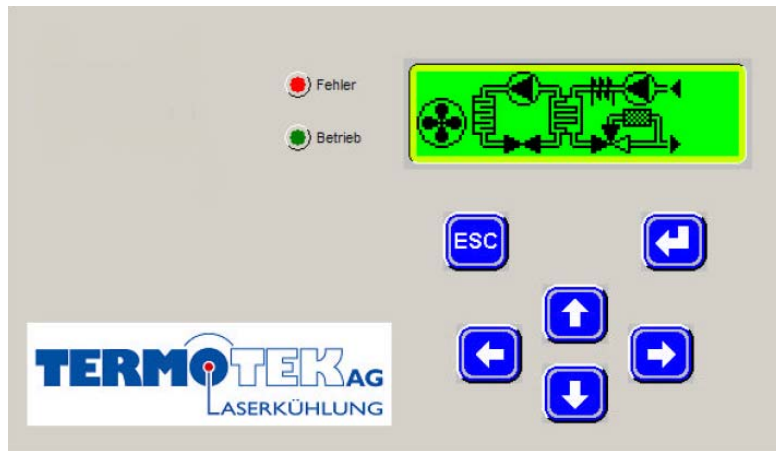 Fehler
Betrieb
ESC
TERMOTEK AG
LASERKÜHLUNG